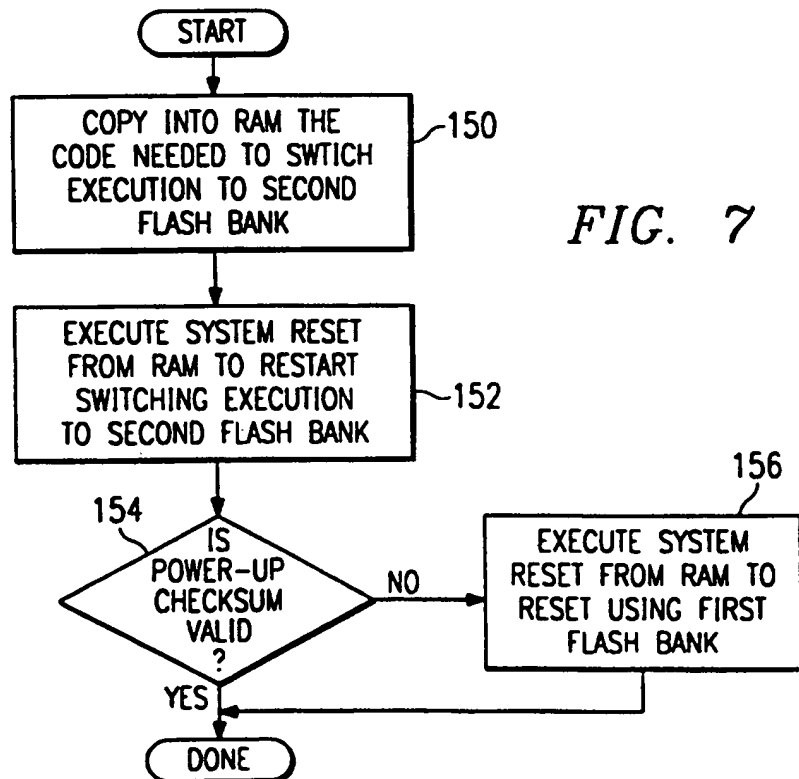 START
COPY INTO RAM THE
CODE NEEDED TO SWTICH
EXECUTION TO SECOND
FLASH BANK
150
FIG. 7
EXECUTE SYSTEM RESET
FROM RAM TO RESTART
SWITCHING EXECUTION
TO SECOND FLASH BANK
152
154
IS
POWER-UP
CHECKSUM
VALID
?
NO
YES
156
EXECUTE SYSTEM
RESET FROM RAM TO
RESET USING FIRST
FLASH BANK
DONE